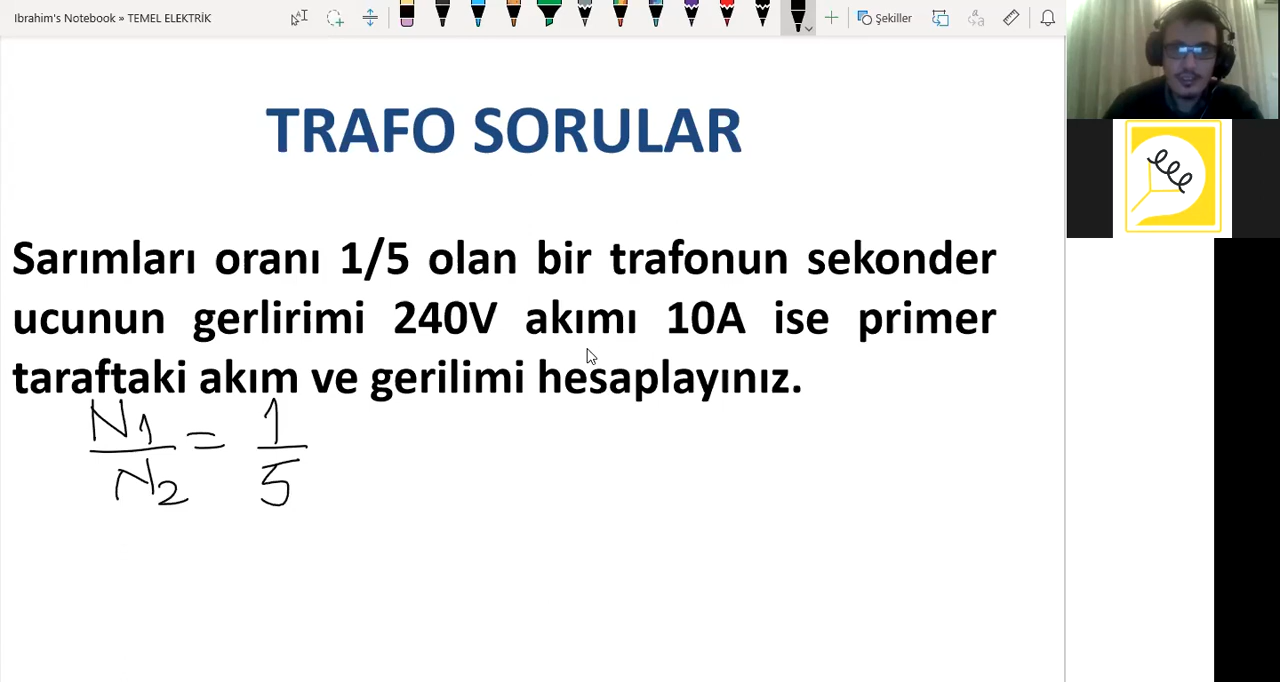 Ibrahim's Notebook » TEMEL ELEKTRİK
Şekiller
TRAFO SORULAR
Sarımları oranı 1/5 olan bir trafonun sekonder
ucunun gerlirimi 240V akımı 10A ise primer
taraftaki akım ve gerilimi hesaplayınız.
N1/N2 = 1/5